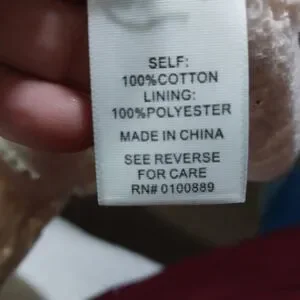 SELF:
100%COTTON
LINING:
100%POLYESTER
MADE IN CHINA
SEE REVERSE
FOR CARE
RN# 0100889